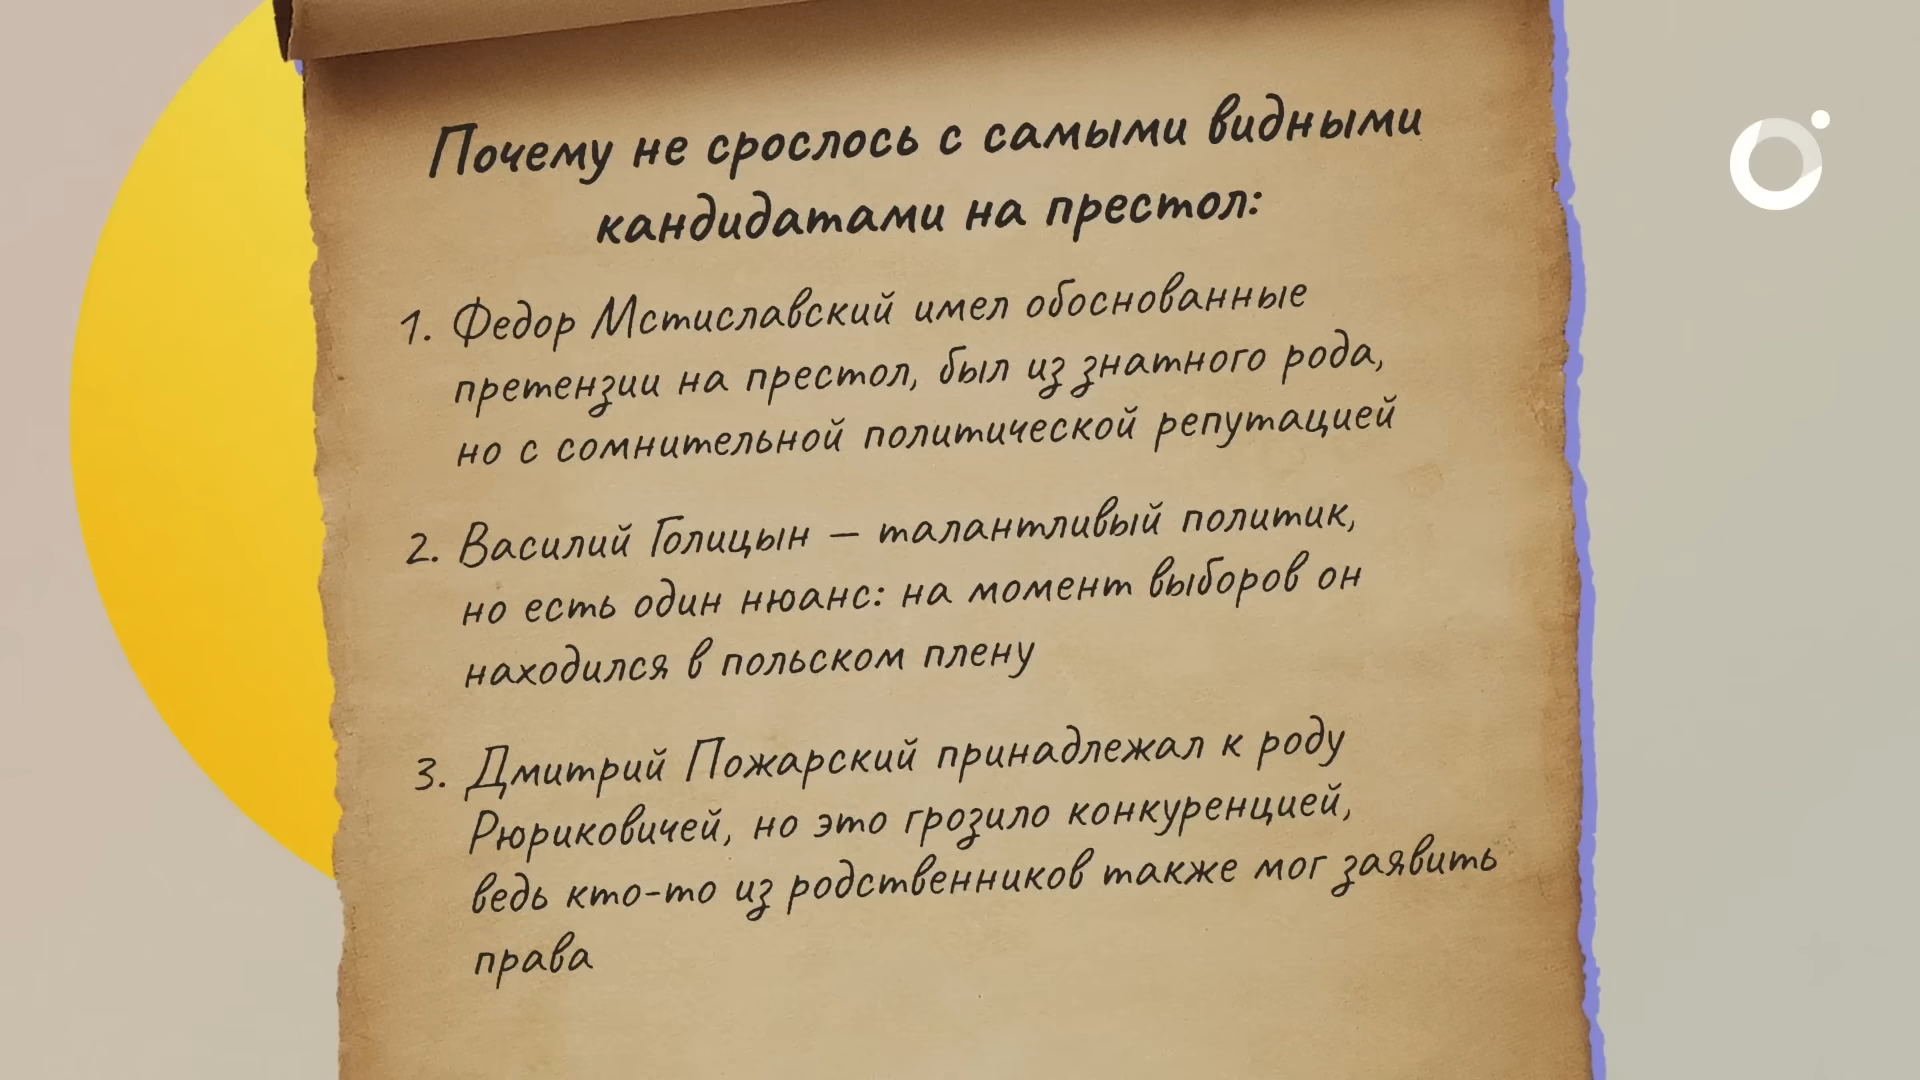 Почему не срослось с самыми видными
кандидатами на престол:
1. Федор Мстиславский имел обоснованные
претензии на престол, был из знатного рода,
но с сомнительной политической репутацией
2. Василий Голицын – талантливый политик,
но есть один нюанс: на момент выборов он
находился в польском плену
3. Дмитрий Пожарский принадлежал к роду
Рюриковичей, но это грозило конкуренцией,
ведь кто-то из родственников также мог заявить
права